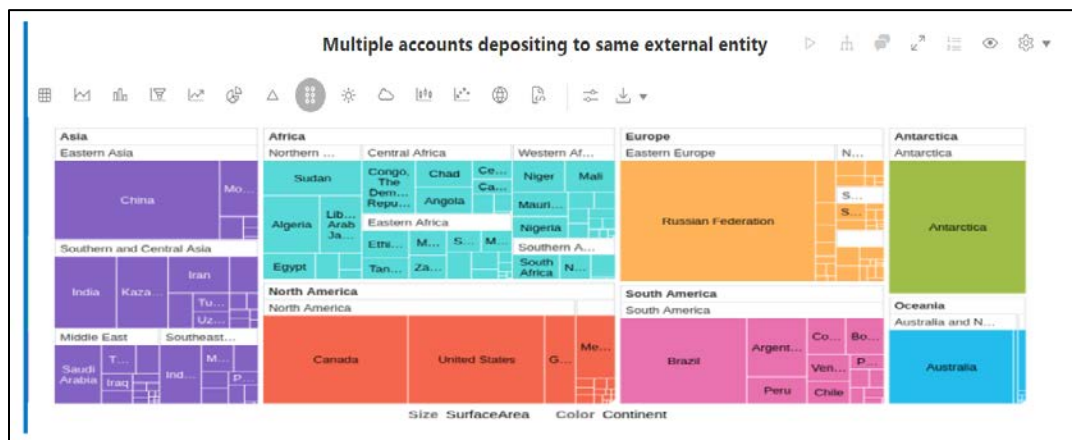 Multiple accounts depositing to same external entity
Asia
Eastern Asia
China
Mo...
Southern and Central Asia
India
Kaza...
Iran
Tu...
Uz...
Middle East
Saudi
Arabia
T...
Iraq
Southeast...
Ind...
M...
P...
Africa
Northern ...
Sudan
Algeria
Lib...
Arab
Ja...
Egypt
Central Africa
Congo,
The
Dem...
Repu...
Chad
Angola
Ce...
Ca...
Eastern Africa
Ethi...
Tan...
M...
Za...
S...
M...
Western Af...
Niger
Mali
Mauri...
Nigeria
Southern A...
South
Africa
N...
North America
North America
Canada
United States
G...
Me...
Europe
Eastern Europe
Russian Federation
N...
S...
S...
South America
South America
Brazil
Argent...
Peru
Co...
Ven...
Chile
Bo...
P...
Antarctica
Antarctica
Antarctica
Oceania
Australia and N...
Australia
Size SurfaceArea Color Continent